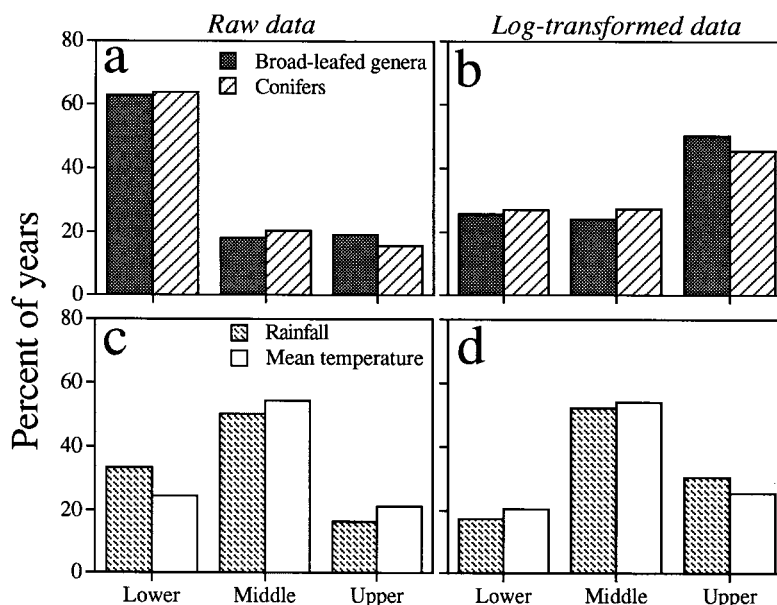 Raw data
Log-transformed data
Percent of years
80
60
40
20
0
a
Broad-leafed genera
Conifers
b
80
60
40
20
0
c
Rainfall
Mean temperature
d
Lower Middle Upper
Lower Middle Upper